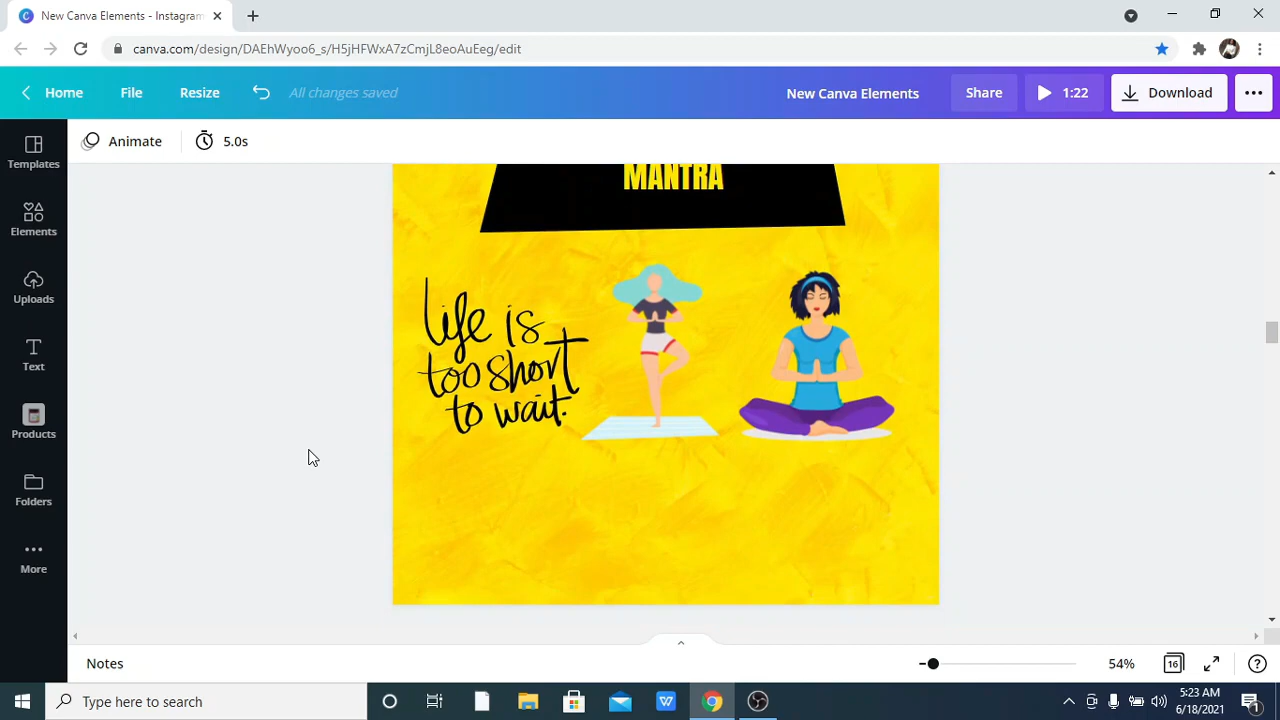 New Canva Elements - Instagram
canva.com/design/DAEhWyoo6_s/H5jHFWxA7zCmjL8eoAuEeg/edit
Home
File
Resize
All changes saved
New Canva Elements
Share
1:22
Download
Animate
5.0s
Templates
Elements
Uploads
Text
Products
Folders
More
MANTRA
life is
too short
to wait.
Notes
54%
16
Type here to search
5:23 AM
6/18/2021
1